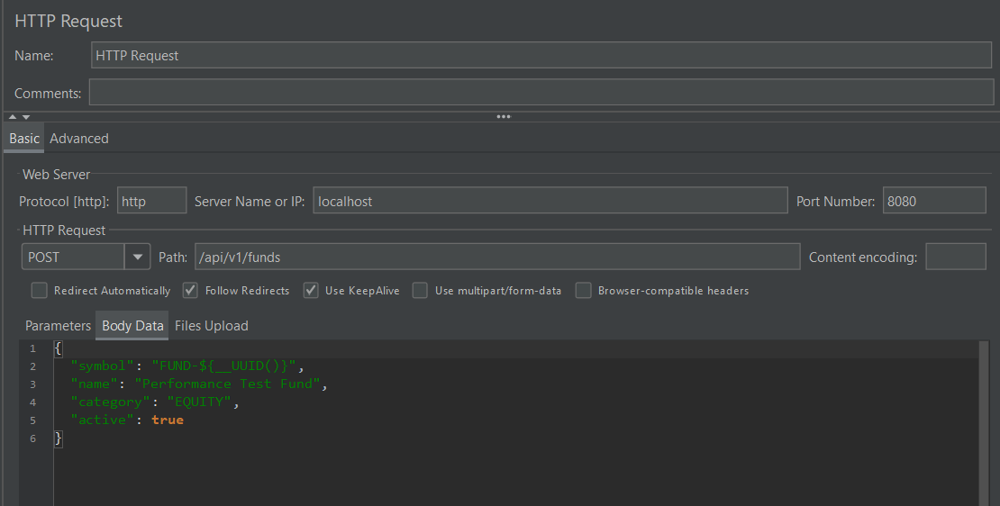 HTTP Request
Name: HTTP Request
Comments:
Basic Advanced
Web Server
Protocol [http]: http Server Name or IP: localhost Port Number: 8080
HTTP Request
POST Path: /api/v1/funds Content encoding:
Redirect Automatically Follow Redirects Use KeepAlive Use multipart/form-data Browser-compatible headers
Parameters Body Data Files Upload
1 {
2 "symbol": "FUND-${__UUID()}",
3 "name": "Performance Test Fund",
4 "category": "EQUITY",
5 "active": true
6 }